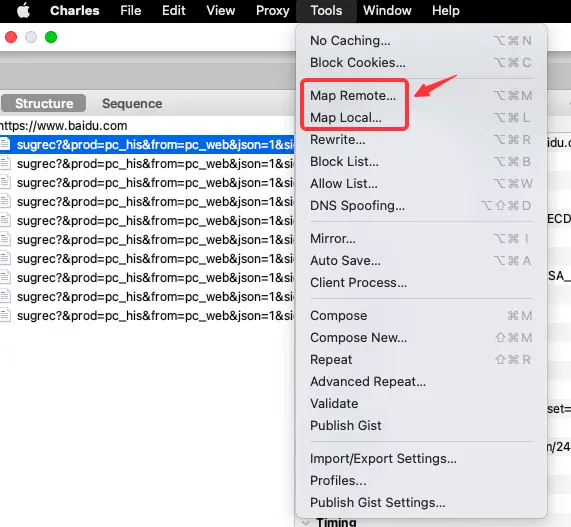 Charles File Edit View Proxy Tools Window Help
No Caching... ⌥⌘N
Block Cookies... ⌥⌘C
Map Remote... ⌥⌘M
Map Local... ⌥⌘L
Rewrite... ⌥⌘R
Block List... ⌥⌘B
Allow List... ⌥⌘W
DNS Spoofing... ⌥⇧⌘D
Mirror... ⌥⌘I
Auto Save... ⌥⌘A
Client Process...
Compose ⌘M
Compose New... ⇧⌘M
Repeat ⇧⌘R
Advanced Repeat...
Validate
Publish Gist
Import/Export Settings...
Profiles...
Publish Gist Settings...
Structure Sequence
https://www.baidu.com
sugrec?&prod=pc_his&from=pc_web&json=1&si
sugrec?&prod=pc_his&from=pc_web&json=1&si
sugrec?&prod=pc_his&from=pc_web&json=1&si
sugrec?&prod=pc_his&from=pc_web&json=1&si
sugrec?&prod=pc_his&from=pc_web&json=1&si
sugrec?&prod=pc_his&from=pc_web&json=1&si
sugrec?&prod=pc_his&from=pc_web&json=1&si
sugrec?&prod=pc_his&from=pc_web&json=1&si
sugrec?&prod=pc_his&from=pc_web&json=1&si
sugrec?&prod=pc_his&from=pc_web&json=1&si
idu.c
ECD
SA_
set=
m/24
Timing